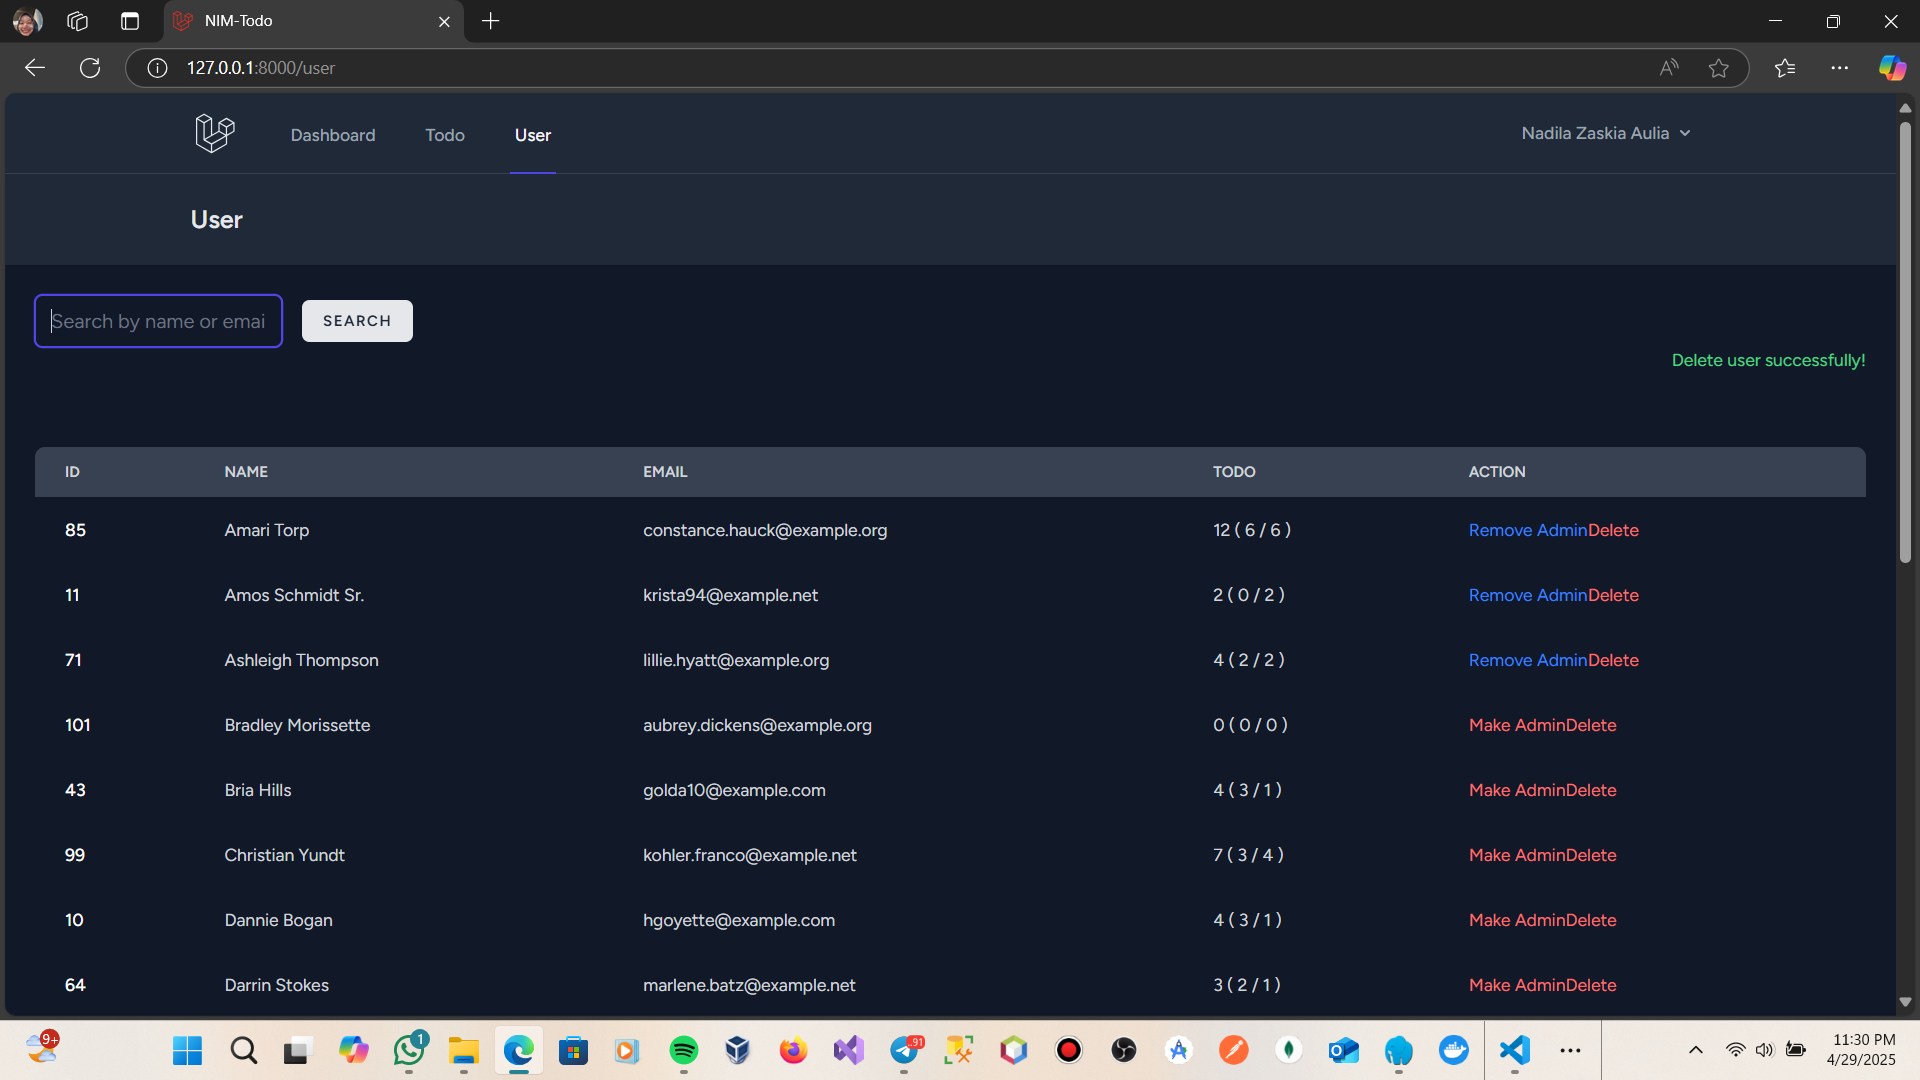 NIM-Todo
127.0.0.1:8000/user
Dashboard
Todo
User
Nadila Zaskia Aulia
User
Search by name or emai
SEARCH
Delete user successfully!
ID NAME EMAIL TODO ACTION
85 Amari Torp constance.hauck@example.org 12 ( 6 / 6 ) Remove AdminDelete
11 Amos Schmidt Sr. krista94@example.net 2 ( 0 / 2 ) Remove AdminDelete
71 Ashleigh Thompson lillie.hyatt@example.org 4 ( 2 / 2 ) Remove AdminDelete
101 Bradley Morissette aubrey.dickens@example.org 0 ( 0 / 0 ) Make AdminDelete
43 Bria Hills golda10@example.com 4 ( 3 / 1 ) Make AdminDelete
99 Christian Yundt kohler.franco@example.net 7 ( 3 / 4 ) Make AdminDelete
10 Dannie Bogan hgoyette@example.com 4 ( 3 / 1 ) Make AdminDelete
64 Darrin Stokes marlene.batz@example.net 3 ( 2 / 1 ) Make AdminDelete
9+
1
91
11:30 PM
4/29/2025